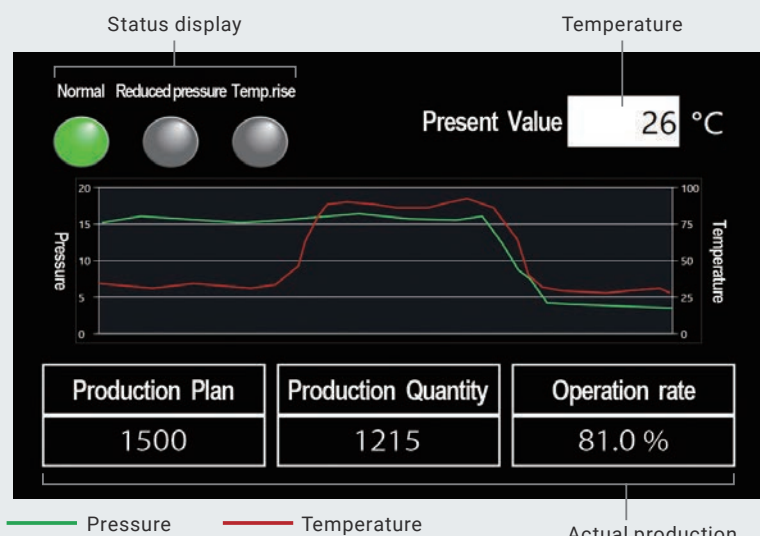 Status display
Temperature
Normal Reduced pressure Temp.rise
Present Value 26 °C
20
15
10
5
0
Pressure
100
75
50
25
0
Temperature
Production Plan
1500
Production Quantity
1215
Operation rate
81.0 %
Pressure
Temperature
Actual production